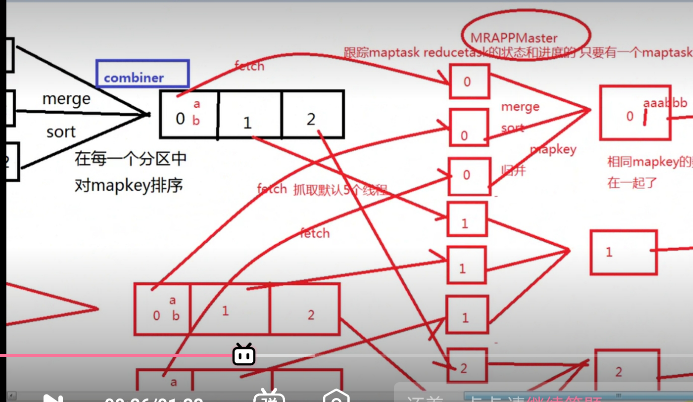 MRAPPMaster
跟踪maptask reducetask的状态和进度的 只要有一个maptask
combiner
fetch
merge
sort
0
a
b
1
2
在每一个分区中
对mapkey排序
0
0
0
merge
sort
mapkey
归并
0
aaabbb
相同mapkey的
在一起了
fetch 抓取默认5个线程
fetch
1
1
1
1
a
0 b
1
2
2
2
a